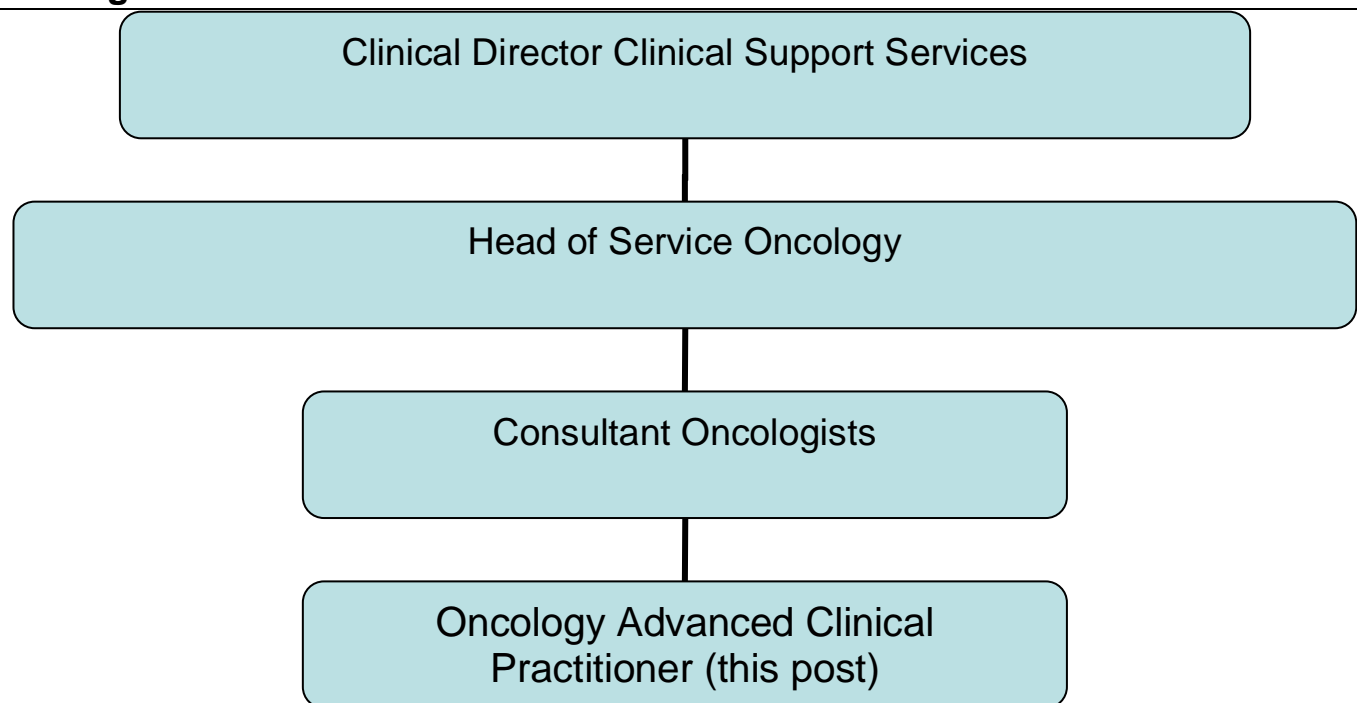 Clinical Director Clinical Support Services
Head of Service Oncology
Consultant Oncologists
Oncology Advanced Clinical
Practitioner (this post)